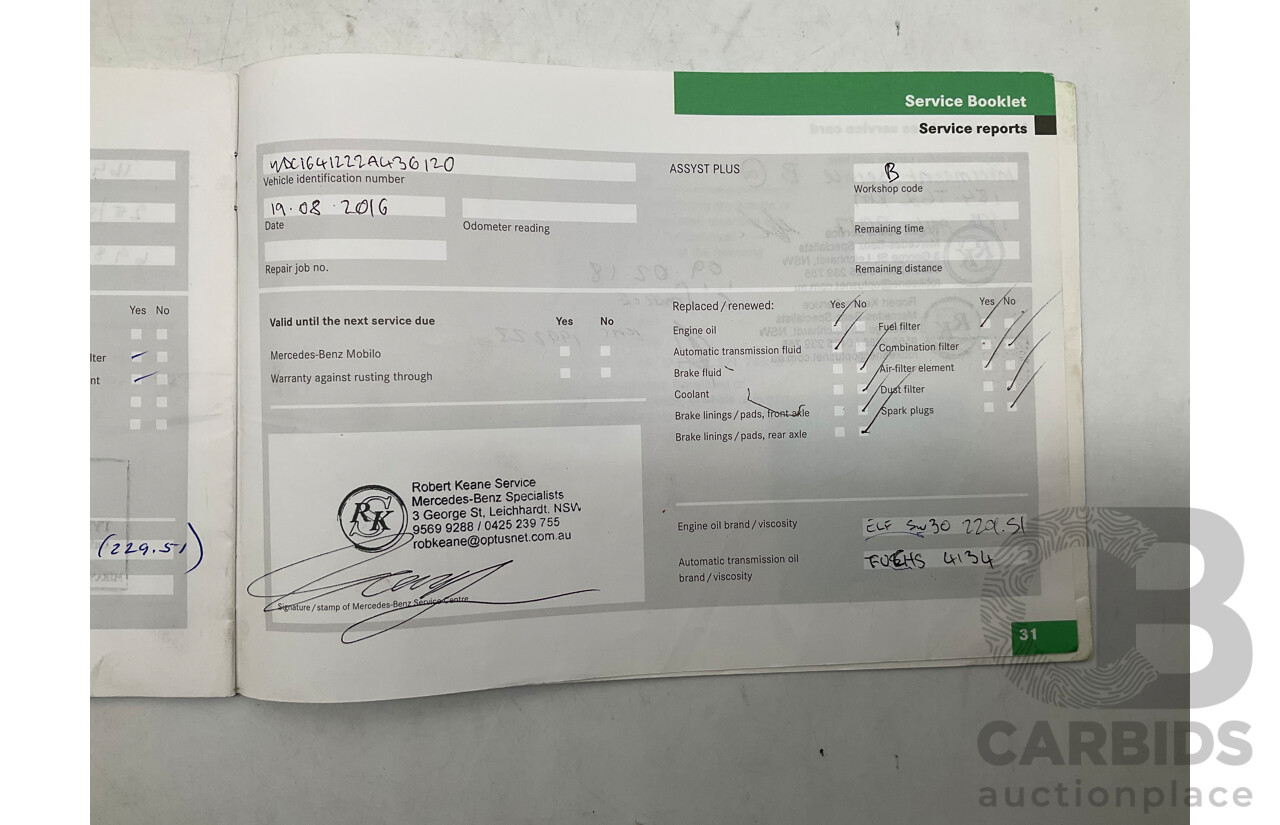 Service Booklet
Service reports
WDC1641222A436120
Vehicle identification number
19.08.2016
Date
Odometer reading
Repair job no.
ASSYST PLUS
B
Workshop code
Remaining time
Remaining distance
Yes No
lter
nt
(229.51)
Valid until the next service due
Yes No
Mercedes-Benz Mobilo
Warranty against rusting through
Robert Keane Service
Mercedes-Benz Specialists
3 George St, Leichhardt. NSW
9569 9288 / 0425 239 755
robkeane@optusnet.com.au
RSK
Signature / stamp of Mercedes-Benz Service Centre
Replaced / renewed:
Yes No
Engine oil
Automatic transmission fluid
Brake fluid
Coolant
Brake linings / pads, front axle
Brake linings / pads, rear axle
Yes No
Fuel filter
Combination filter
Air-filter element
Dust filter
Spark plugs
Engine oil brand / viscosity
ELF 5w30 229.51
Automatic transmission oil
brand / viscosity
FUCHS 4134
31
CARBIDS
auctionplace